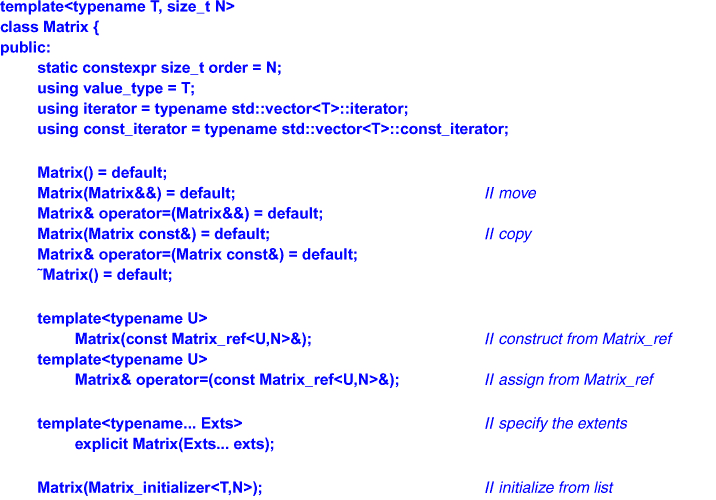 template<typename T, size_t N>
class Matrix {
public:
static constexpr size_t order = N;
using value_type = T;
using iterator = typename std::vector<T>::iterator;
using const_iterator = typename std::vector<T>::const_iterator;
Matrix() = default;
Matrix(Matrix&&) = default; // move
Matrix& operator=(Matrix&&) = default;
Matrix(Matrix const&) = default; // copy
Matrix& operator=(Matrix const&) = default;
~Matrix() = default;
template<typename U>
Matrix(const Matrix_ref<U,N>&); // construct from Matrix_ref
template<typename U>
Matrix& operator=(const Matrix_ref<U,N>&); // assign from Matrix_ref
template<typename... Exts> // specify the extents
explicit Matrix(Exts... exts);
Matrix(Matrix_initializer<T,N>); // initialize from list